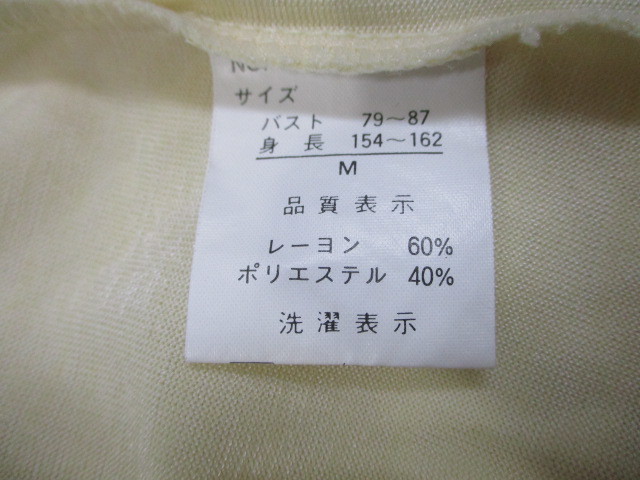 サイズ
バスト 79～87
身長 154～162
M
品質表示
レーヨン 60%
ポリエステル 40%
洗濯表示